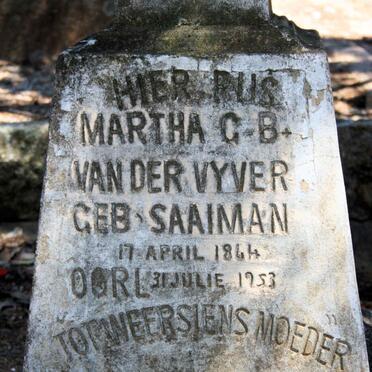 HIER RUS
MARTHA C B
VAN DER VYVER
GEB SAAIMAN
17 APRIL 1864
OORL 31 JULIE 1953
"TOT WEERSIENS MOEDER"